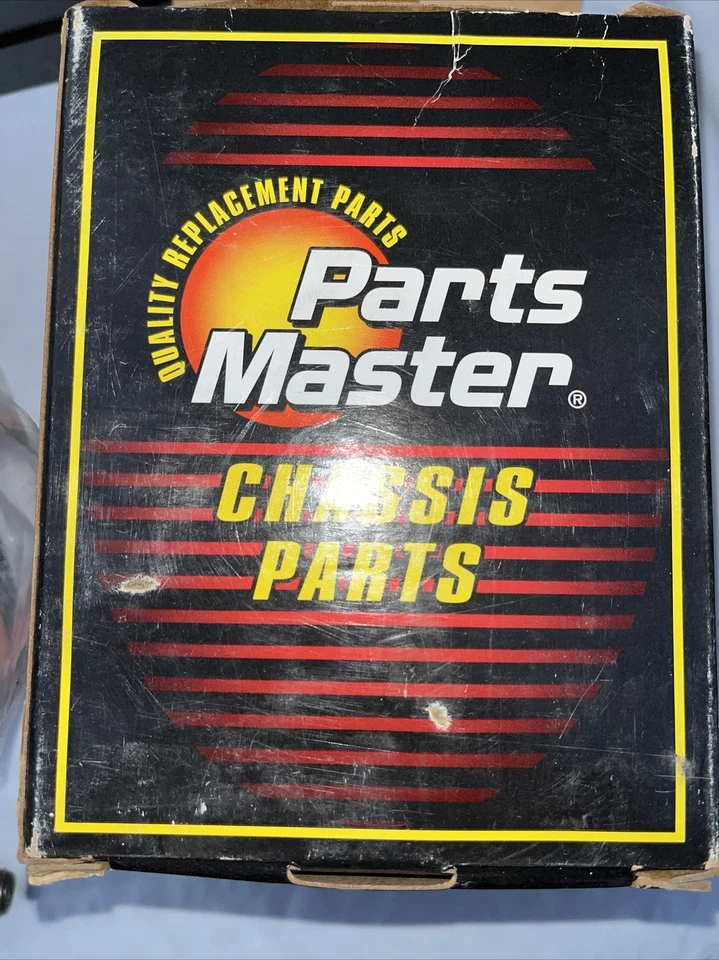 QUALITY REPLACEMENT PARTS
Parts
Master®
CHASSIS
PARTS